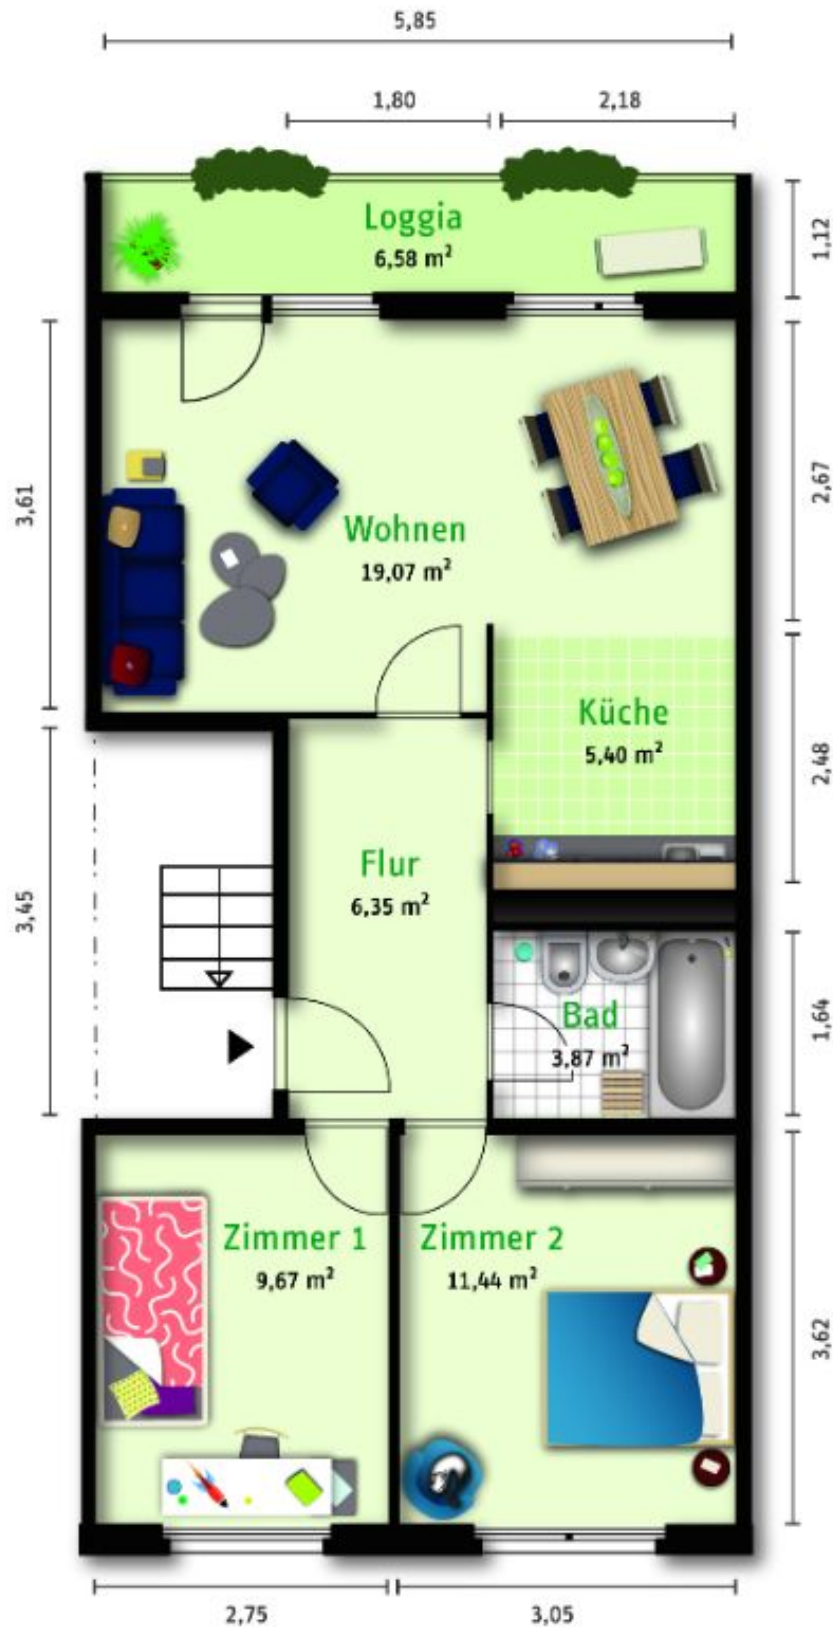 5,85
1,80
2,18
Loggia
6,58 m²
1,12
3,61
2,67
Wohnen
19,07 m²
Küche
5,40 m²
2,48
Flur
6,35 m²
3,45
Bad
3,87 m²
1,64
Zimmer 1
9,67 m²
Zimmer 2
11,44 m²
3,62
2,75
3,05